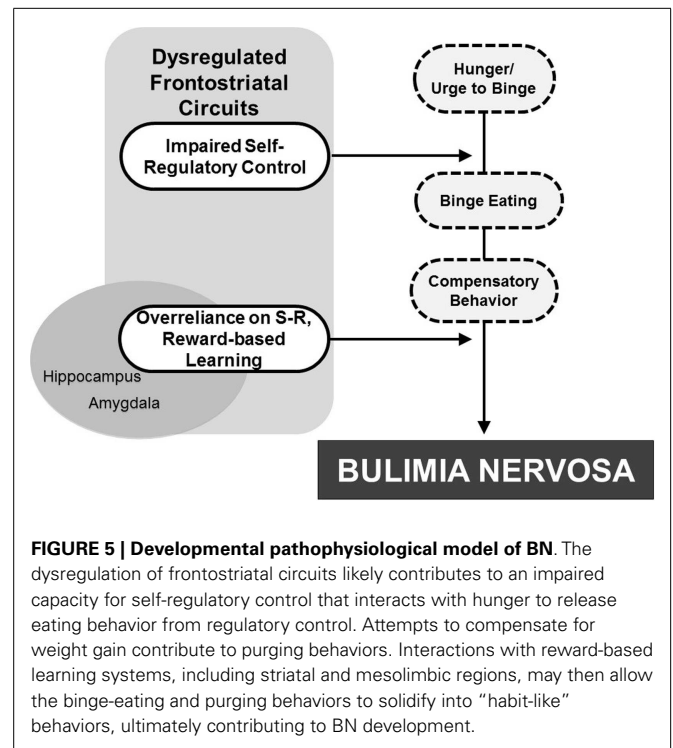 Dysregulated
Frontostriatal
Circuits
Impaired Self-
Regulatory Control
Overreliance on S-R,
Reward-based
Learning
Hippocampus
Amygdala
Hunger/
Urge to Binge
Binge Eating
Compensatory
Behavior
BULIMIA NERVOSA
FIGURE 5 | Developmental pathophysiological model of BN. The
dysregulation of frontostriatal circuits likely contributes to an impaired
capacity for self-regulatory control that interacts with hunger to release
eating behavior from regulatory control. Attempts to compensate for
weight gain contribute to purging behaviors. Interactions with reward-based
learning systems, including striatal and mesolimbic regions, may then allow
the binge-eating and purging behaviors to solidify into “habit-like”
behaviors, ultimately contributing to BN development.